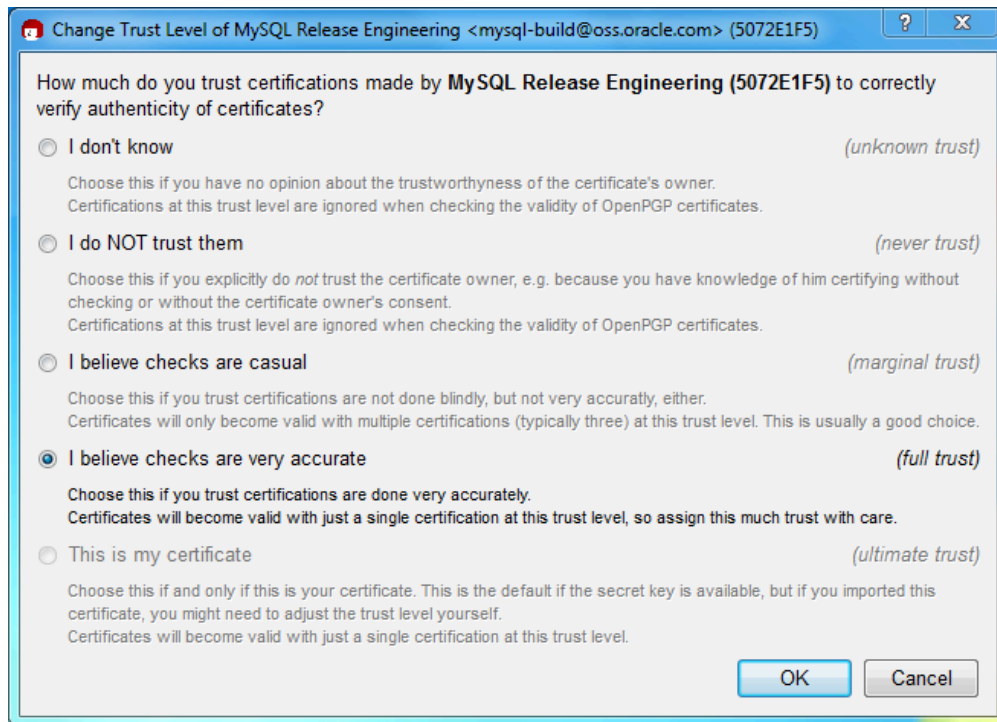 Change Trust Level of MySQL Release Engineering <mysql-build@oss.oracle.com> (5072E1F5)
How much do you trust certifications made by MySQL Release Engineering (5072E1F5) to correctly
verify authenticity of certificates?
I don't know (unknown trust)
Choose this if you have no opinion about the trustworthyness of the certificate's owner.
Certifications at this trust level are ignored when checking the validity of OpenPGP certificates.
I do NOT trust them (never trust)
Choose this if you explicitly do not trust the certificate owner, e.g. because you have knowledge of him certifying without
checking or without the certificate owner's consent.
Certifications at this trust level are ignored when checking the validity of OpenPGP certificates.
I believe checks are casual (marginal trust)
Choose this if you trust certifications are not done blindly, but not very accuratly, either.
Certificates will only become valid with multiple certifications (typically three) at this trust level. This is usually a good choice.
I believe checks are very accurate (full trust)
Choose this if you trust certifications are done very accurately.
Certificates will become valid with just a single certification at this trust level, so assign this much trust with care.
This is my certificate (ultimate trust)
Choose this if and only if this is your certificate. This is the default if the secret key is available, but if you imported this
certificate, you might need to adjust the trust level yourself.
Certificates will become valid with just a single certification at this trust level.
OK Cancel